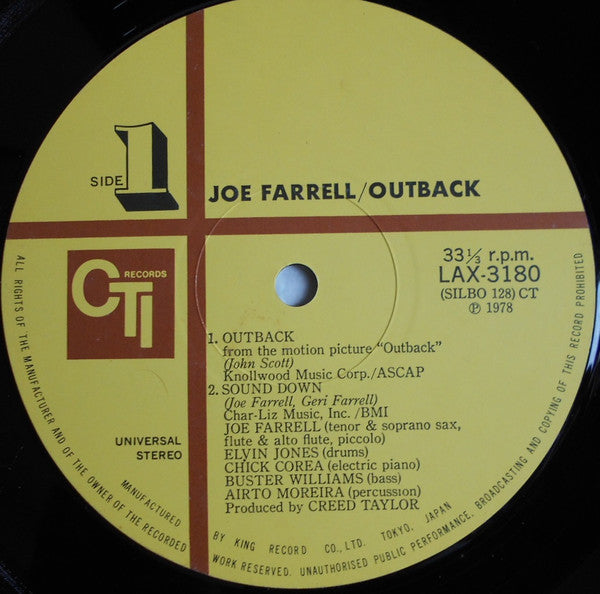 SIDE 1
JOE FARRELL/OUTBACK
CTI RECORDS
33⅓ r.p.m.
LAX-3180
(SILBO 128) CT
℗ 1978
1. OUTBACK
from the motion picture "Outback"
(John Scott)
Knollwood Music Corp./ASCAP
2. SOUND DOWN
(Joe Farrell, Geri Farrell)
Char-Liz Music, Inc. /BMI
JOE FARRELL (tenor & soprano sax,
flute & alto flute, piccolo)
ELVIN JONES (drums)
CHICK COREA (electric piano)
BUSTER WILLIAMS (bass)
AIRTO MOREIRA (percussion)
Produced by CREED TAYLOR
UNIVERSAL
STEREO
MANUFACTURED BY KING RECORD CO., LTD. TOKYO, JAPAN
ALL RIGHTS OF THE MANUFACTURER AND OF THE OWNER OF THE RECORDED WORK RESERVED. UNAUTHORISED PUBLIC PERFORMANCE, BROADCASTING AND COPYING OF THIS RECORD PROHIBITED